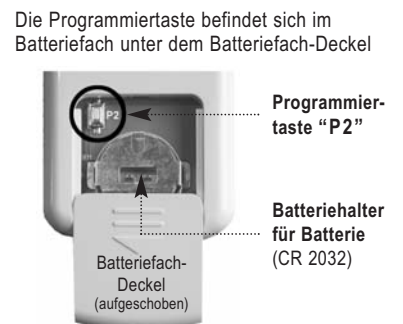 Die Programmiertaste befindet sich im
Batteriefach unter dem Batteriefach-Deckel
P2
Programmier-
taste “P2”
Batteriehalter
für Batterie
(CR 2032)
Batteriefach-
Deckel
(aufgeschoben)